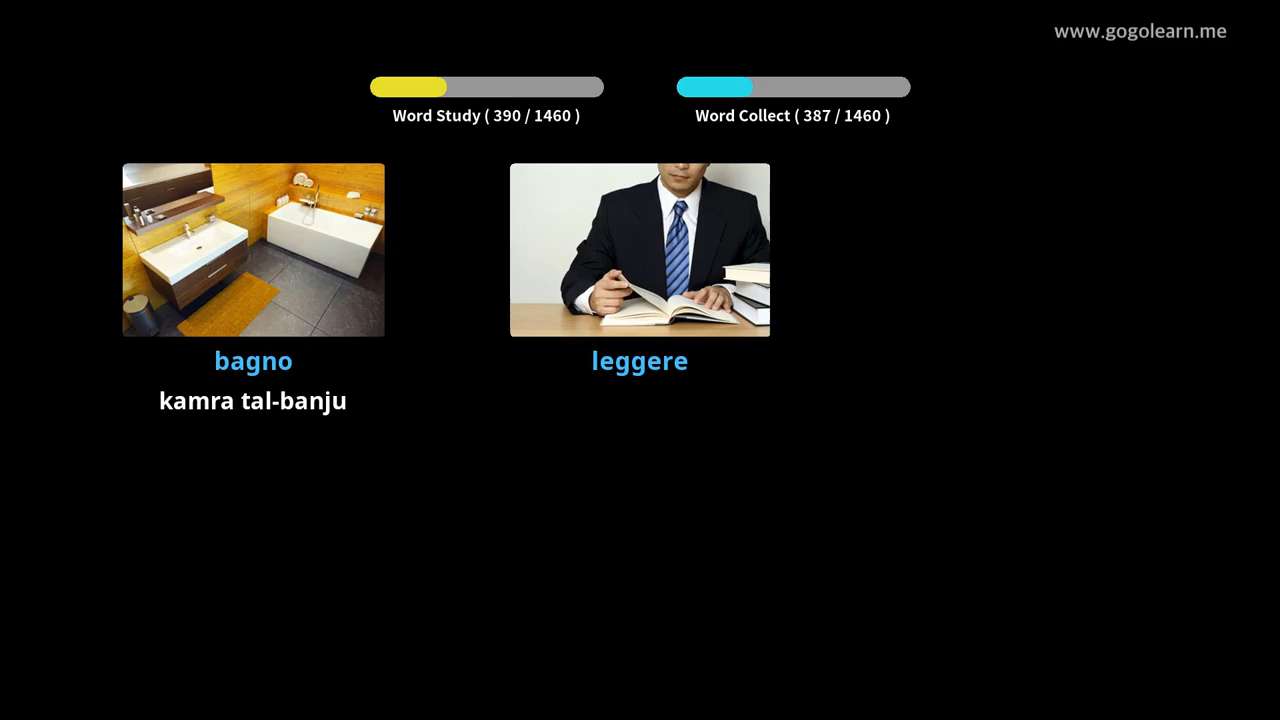 www.gogolearn.me
Word Study ( 390 / 1460 )
Word Collect ( 387 / 1460 )
bagno
leggere
kamra tal-banju